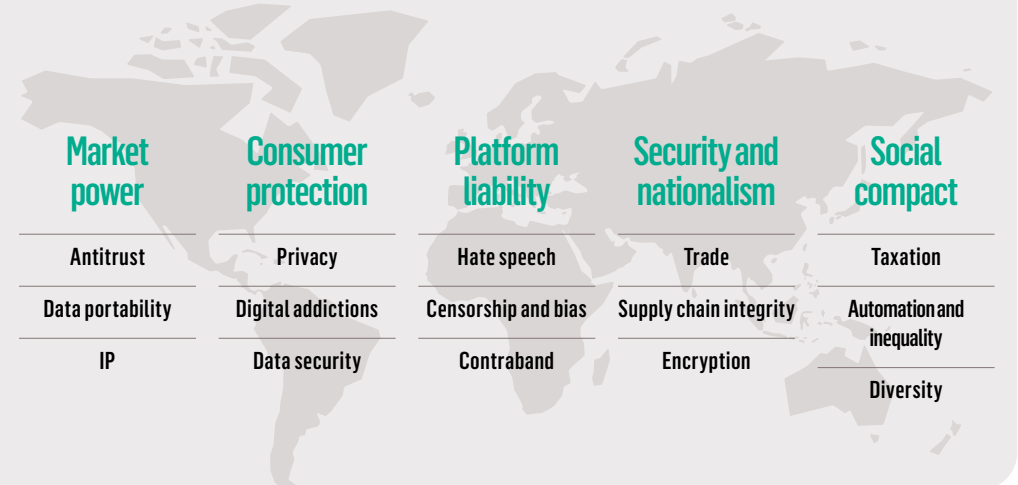 Market
power
Antitrust
Data portability
IP
Consumer
protection
Privacy
Digital addictions
Data security
Platform
liability
Hate speech
Censorship and bias
Contraband
Security and
nationalism
Trade
Supply chain integrity
Encryption
Social
compact
Taxation
Automation and
inequality
Diversity